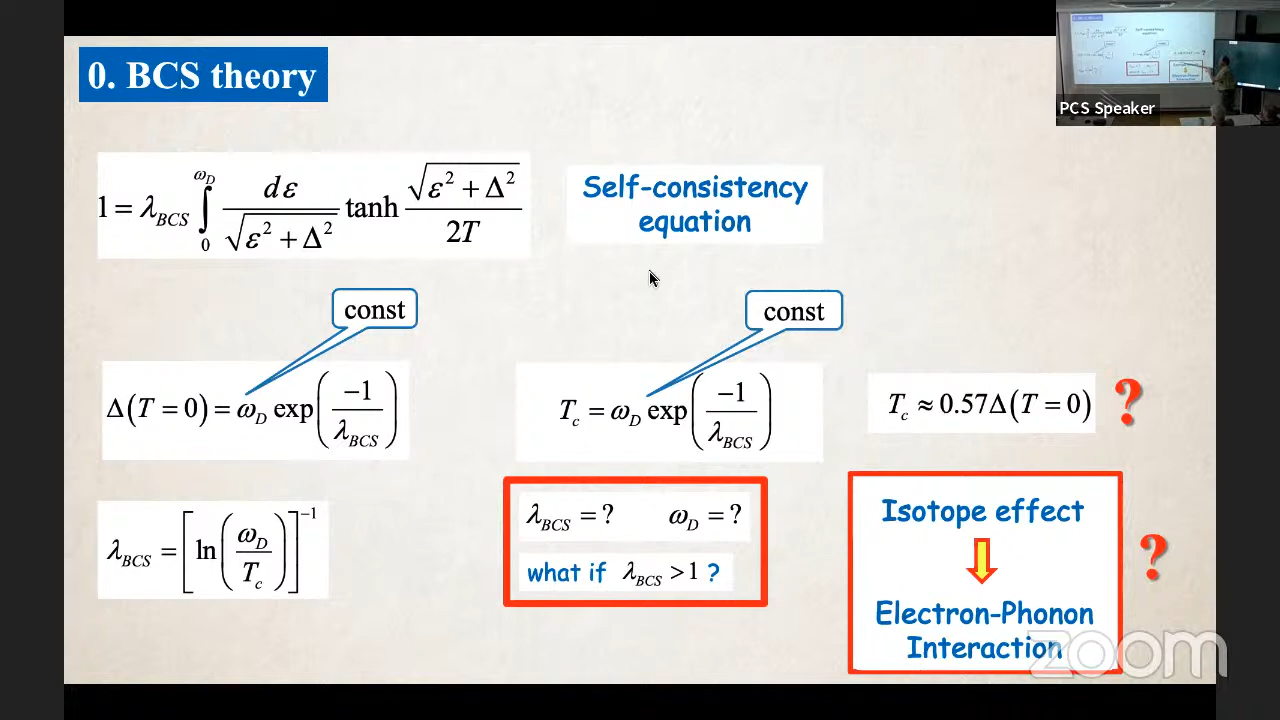 0. BCS theory
PCS Speaker
1 = λ_BCS ∫_0^{ω_D} dε / √(ε² + Δ²) tanh √(ε² + Δ²) / 2T
Self-consistency
equation
const
const
Δ(T = 0) = ω_D exp(−1 / λ_BCS)
T_c = ω_D exp(−1 / λ_BCS)
T_c ≈ 0.57Δ(T = 0) ?
λ_BCS = [ln(ω_D / T_c)]^{−1}
λ_BCS = ? ω_D = ?
what if λ_BCS > 1 ?
Isotope effect
?
Electron-Phonon
Interaction
zoom